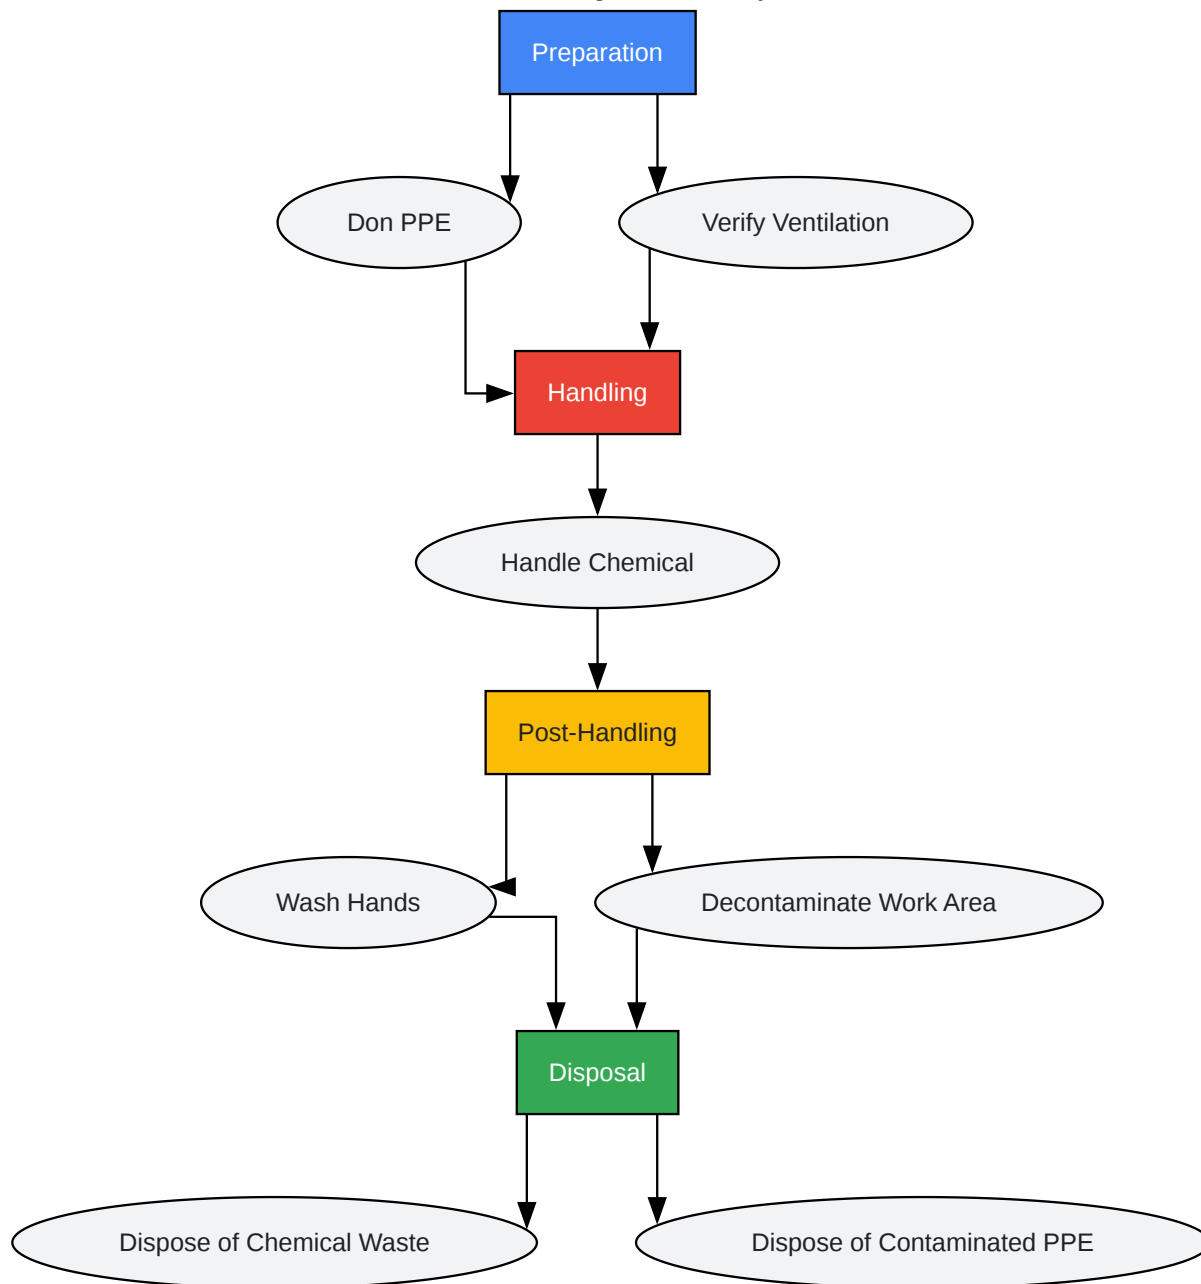 Preparation
Don PPE
Verify Ventilation
Handling
Handle Chemical
Post-Handling
Wash Hands
Decontaminate Work Area
Disposal
Dispose of Chemical Waste
Dispose of Contaminated PPE